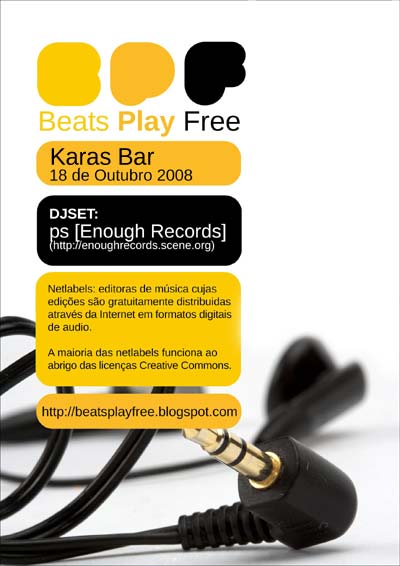 BPF
Beats Play Free
Karas Bar
18 de Outubro 2008
DJSET:
ps [Enough Records]
(http://enoughrecords.scene.org)
Netlabels: editoras de música cujas
edições são gratuitamente distribuidas
através da Internet em formatos digitais
de audio.
A maioria das netlabels funciona ao
abrigo das licenças Creative Commons.
http://beatsplayfree.blogspot.com